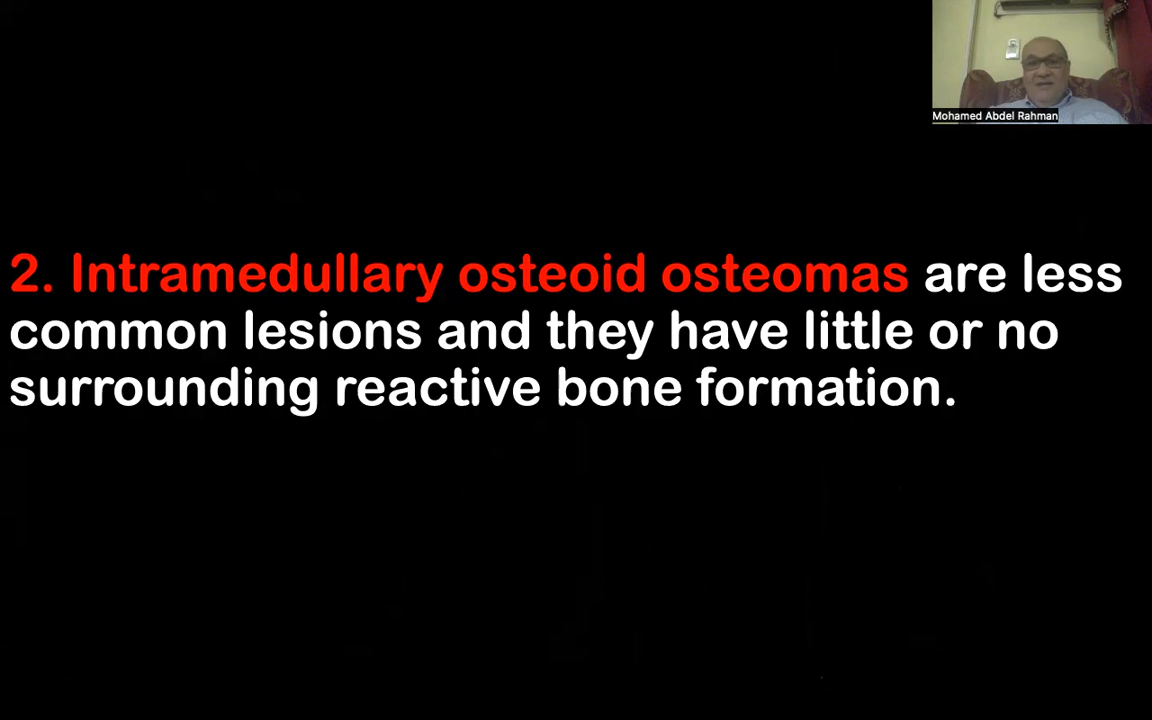 Mohamed Abdel Rahman
2. Intramedullary osteoid osteomas are less
common lesions and they have little or no
surrounding reactive bone formation.